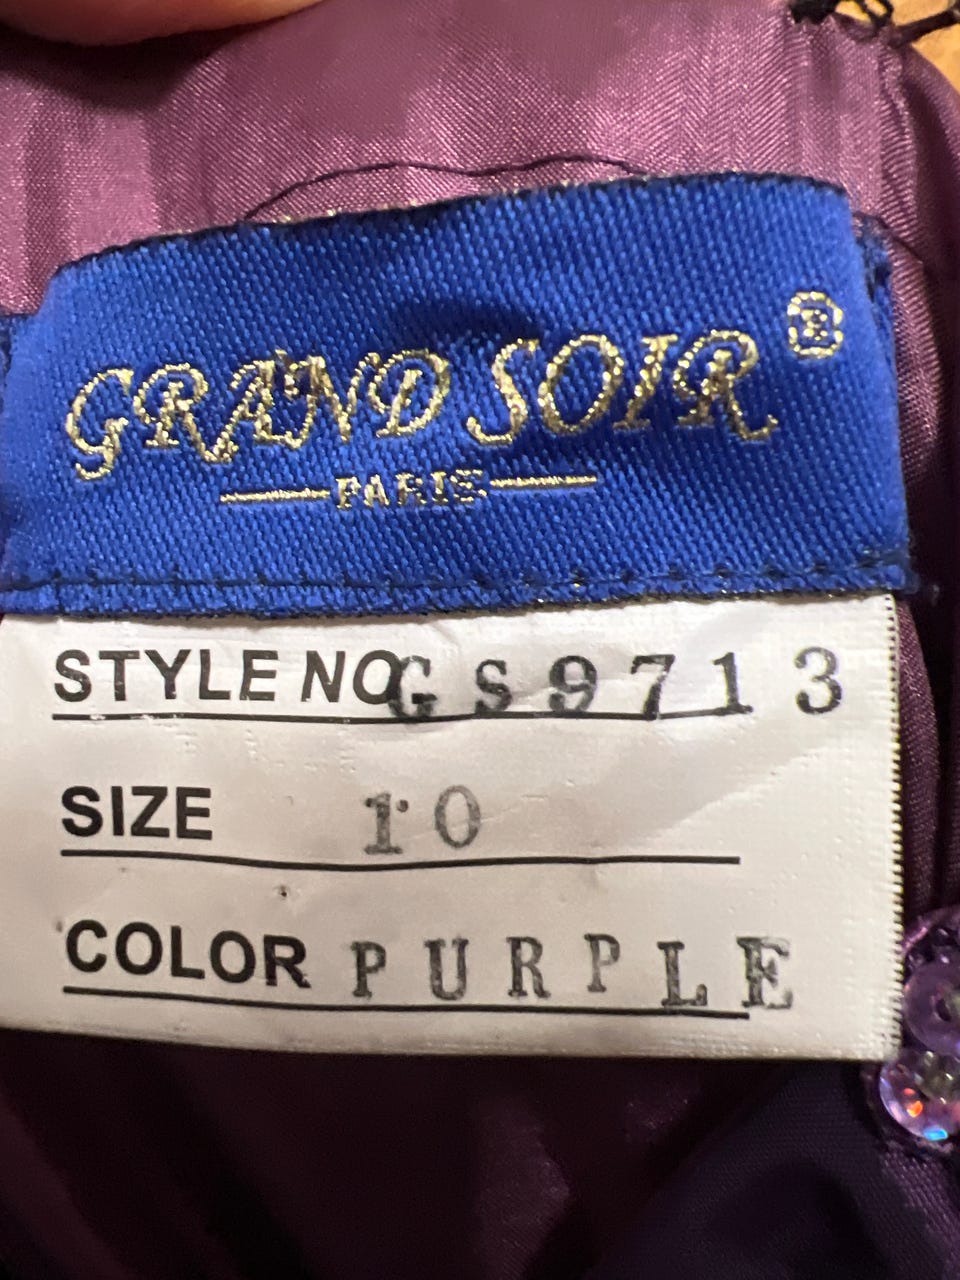 GRAND SOIR ®
PARIS
STYLE NO GS9713
SIZE 10
COLOR PURPLE